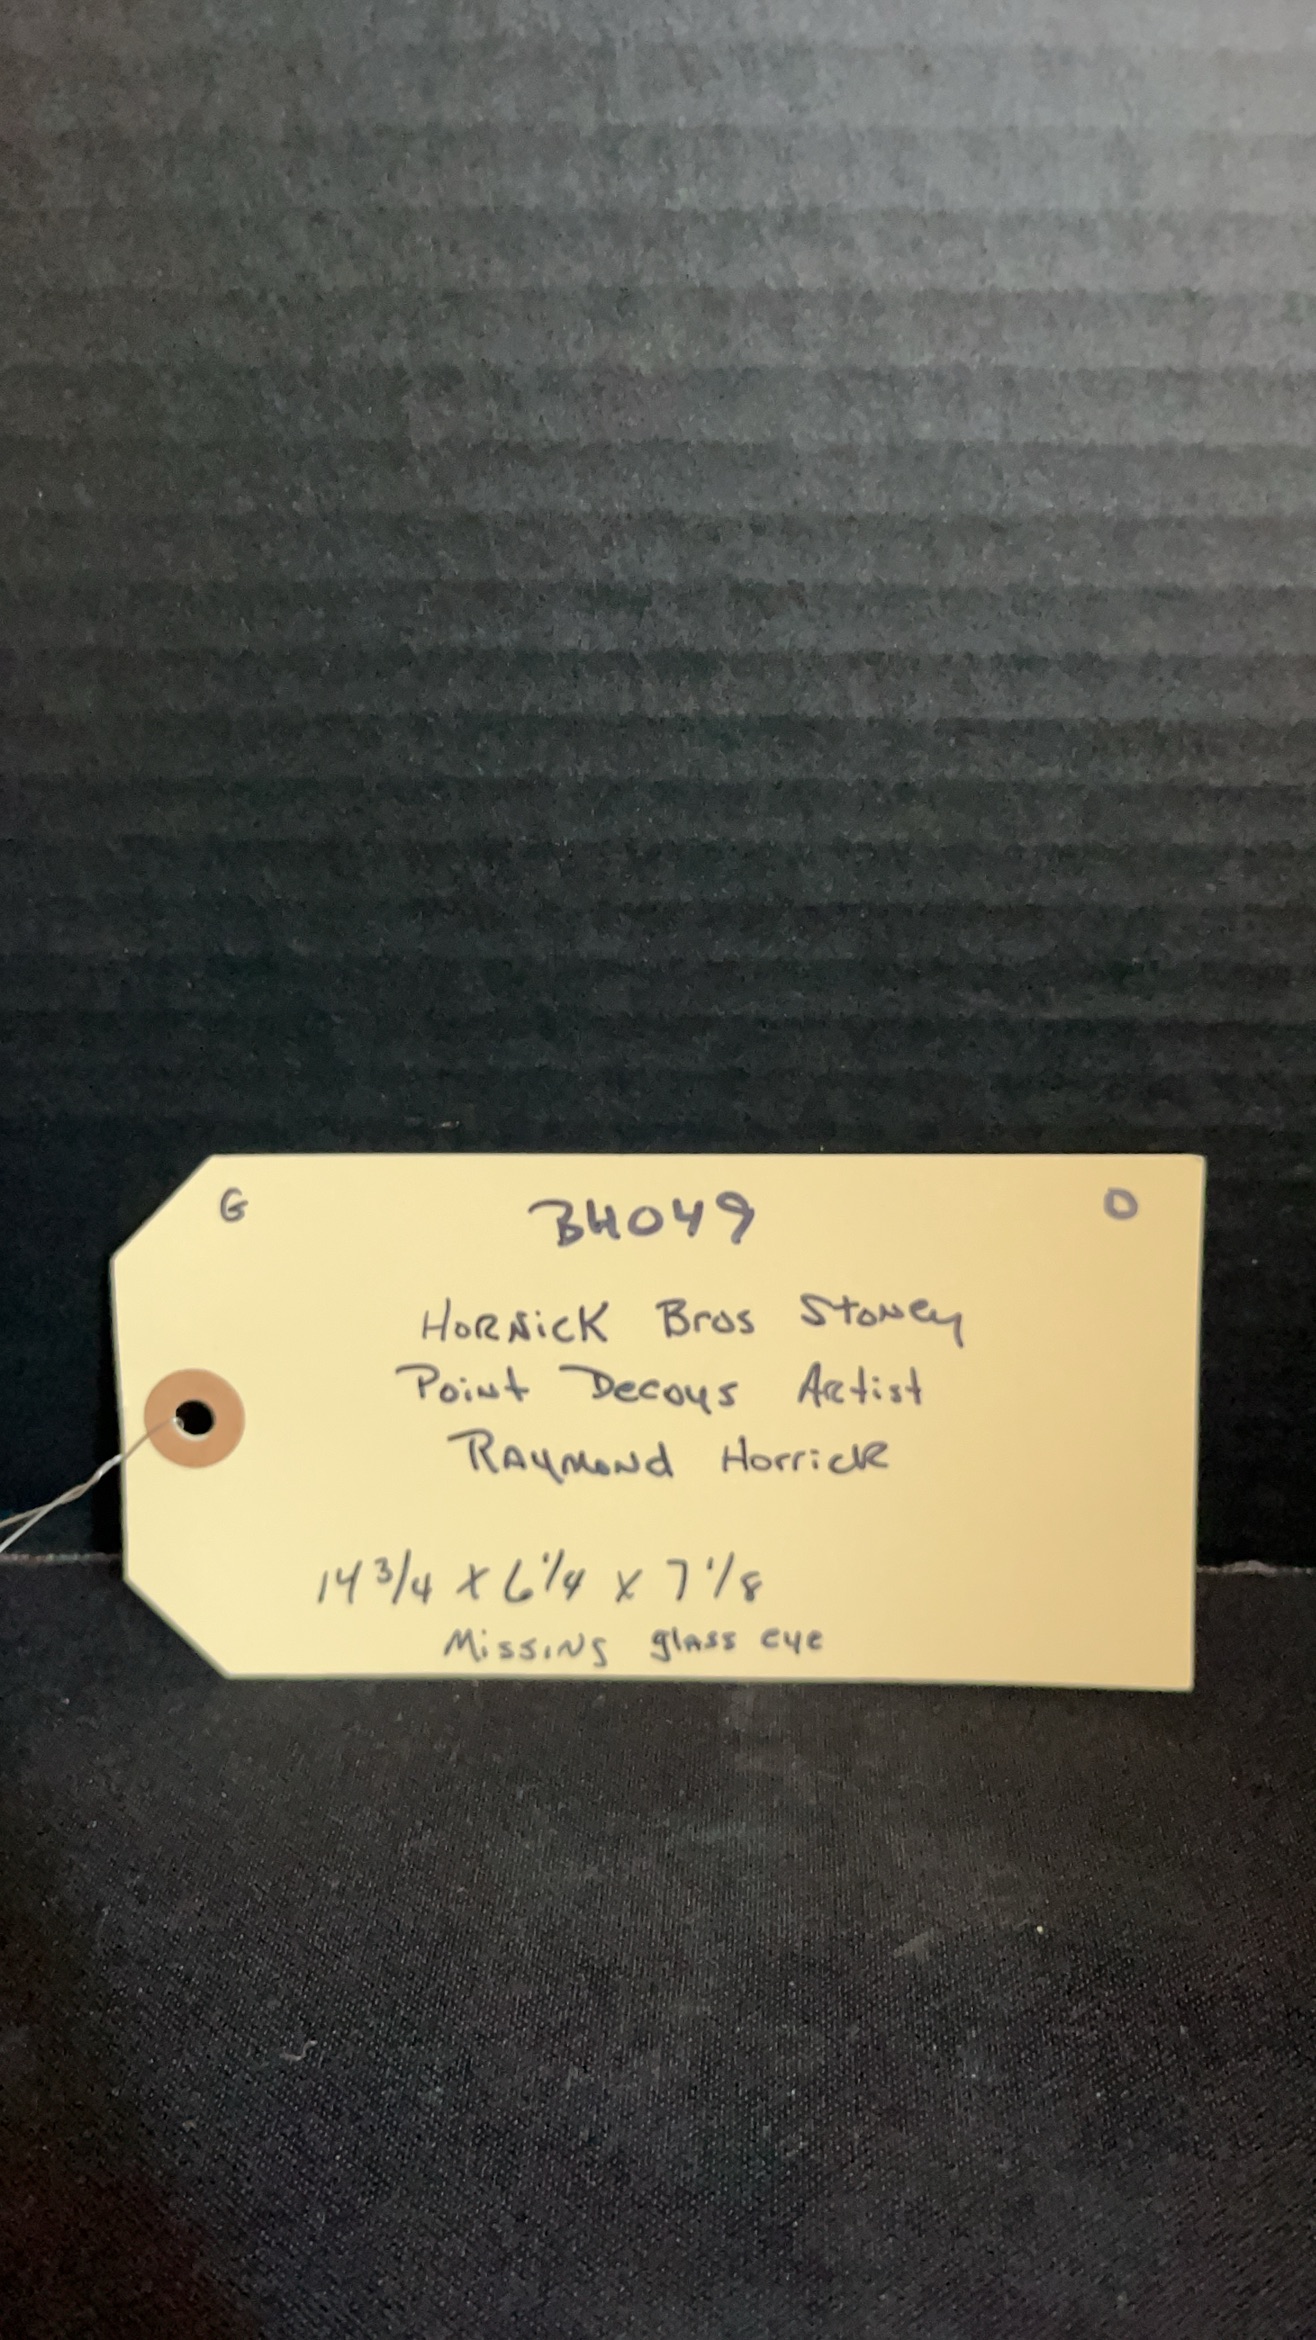 G BH049 O
HORNICK Bros Stoney
Point Decoys Artist
Raymond Horrick
14 3/4 x 6 1/4 x 7 1/8
Missing glass eye